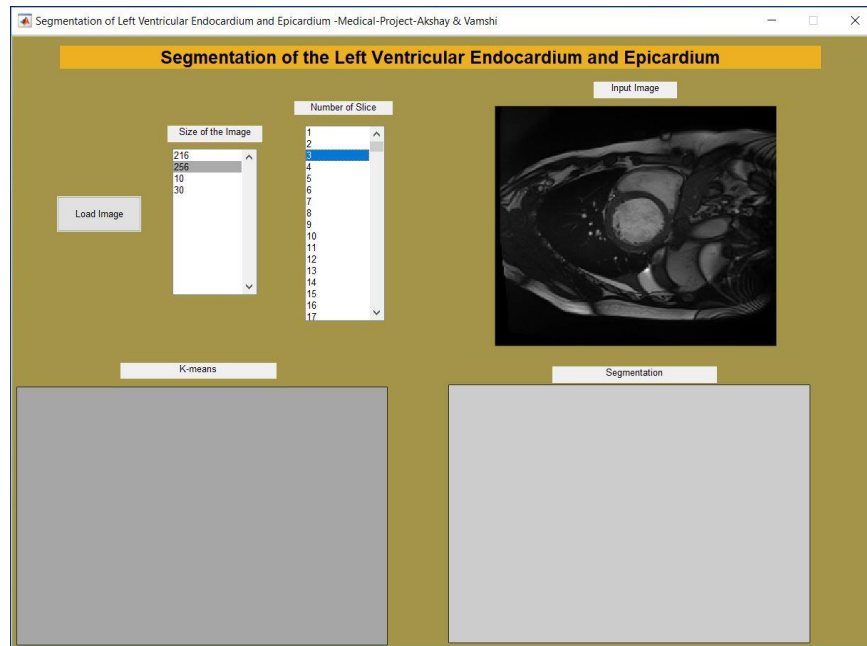 Segmentation of Left Ventricular Endocardium and Epicardium -Medical-Project-Akshay & Vamshi
Segmentation of the Left Ventricular Endocardium and Epicardium
Input Image
Number of Slice
Size of the Image
1
2
3
4
5
6
7
8
9
10
11
12
13
14
15
16
17
216
256
10
30
Load Image
K-means
Segmentation